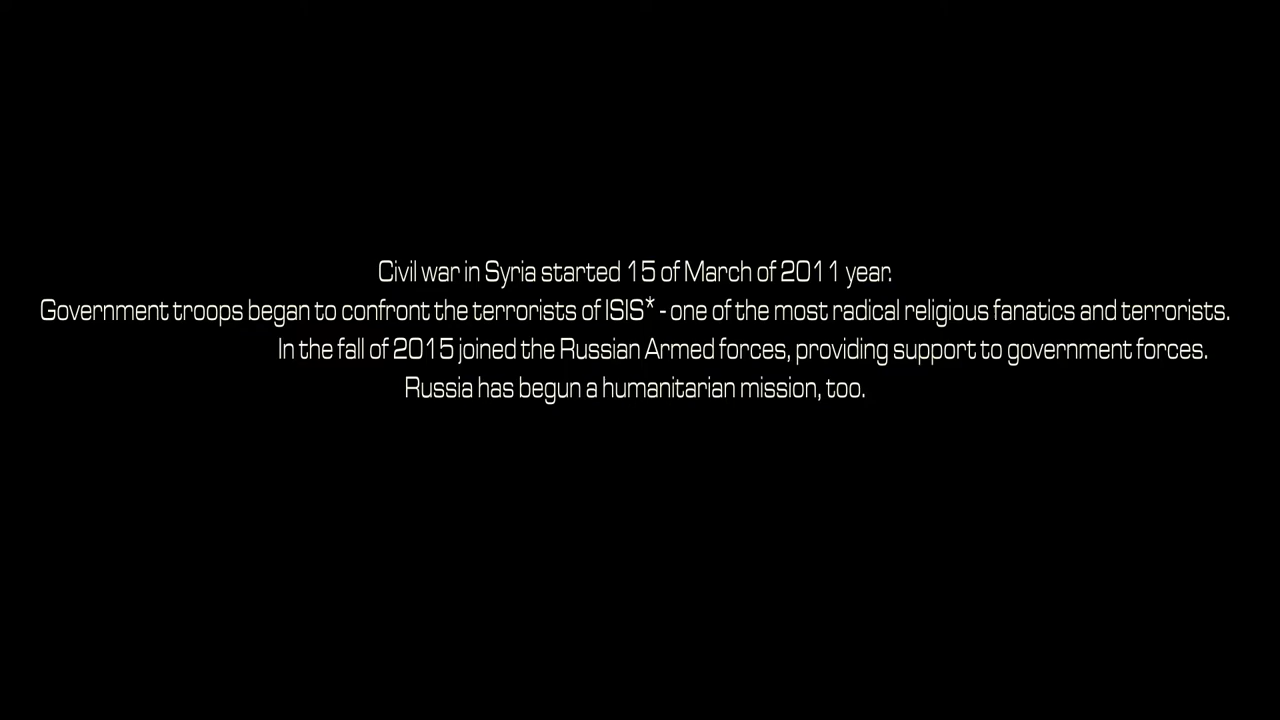 Civil war in Syria started 15 of March of 2011 year.
Government troops began to confront the terrorists of ISIS* - one of the most radical religious fanatics and terrorists.
In the fall of 2015 joined the Russian Armed forces, providing support to government forces.
Russia has begun a humanitarian mission, too.